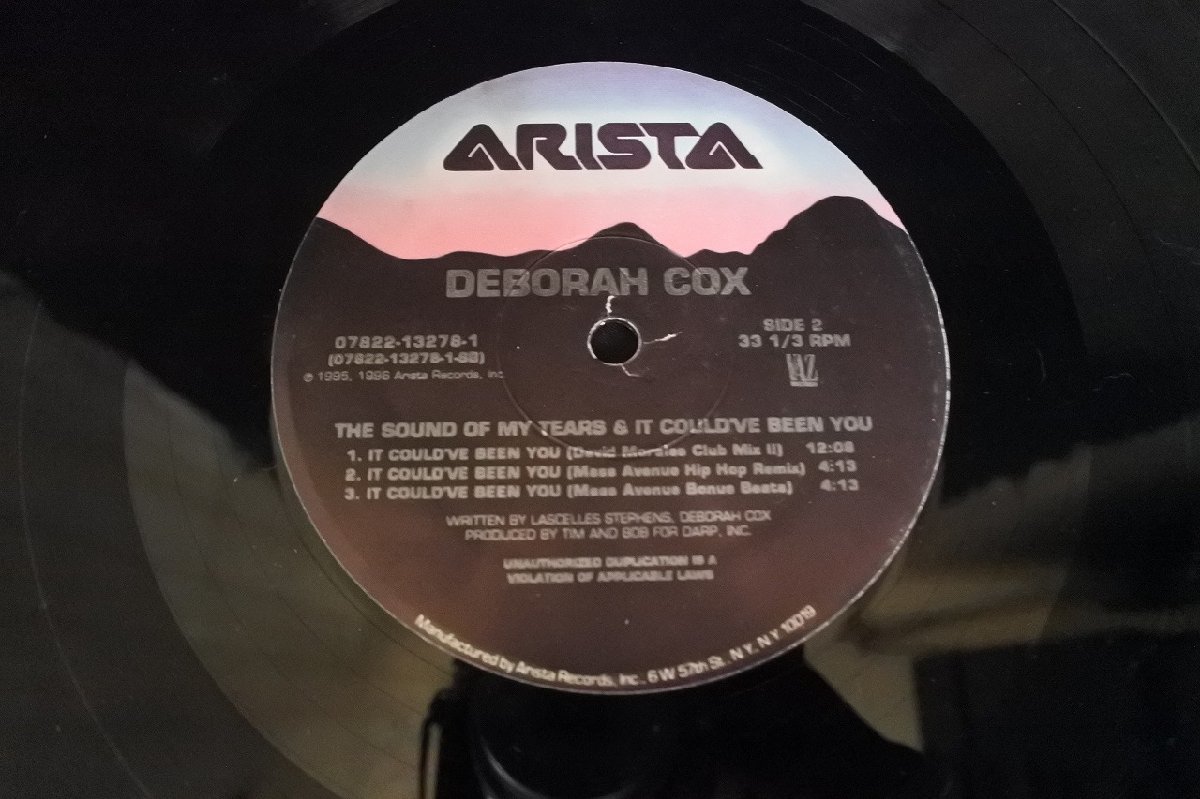 ARISTA
DEBORAH COX
07822-13278-1
(07822-13278-1-SB)
℗ 1995, 1996 Arista Records, Inc
SIDE 2
33 1/3 RPM
THE SOUND OF MY TEARS & IT COULD'VE BEEN YOU
1. IT COULD'VE BEEN YOU (David Morales Club Mix II) 12:08
2. IT COULD'VE BEEN YOU (Mass Avenue Hip Hop Remix) 4:13
3. IT COULD'VE BEEN YOU (Mass Avenue Bonus Beats) 4:13
WRITTEN BY LASCELLES STEPHENS, DEBORAH COX
PRODUCED BY TIM AND BOB FOR DARP, INC.
UNAUTHORIZED DUPLICATION IS A
VIOLATION OF APPLICABLE LAWS
Manufactured by Arista Records, Inc. 6 W 57th St. N.Y. N.Y 10019